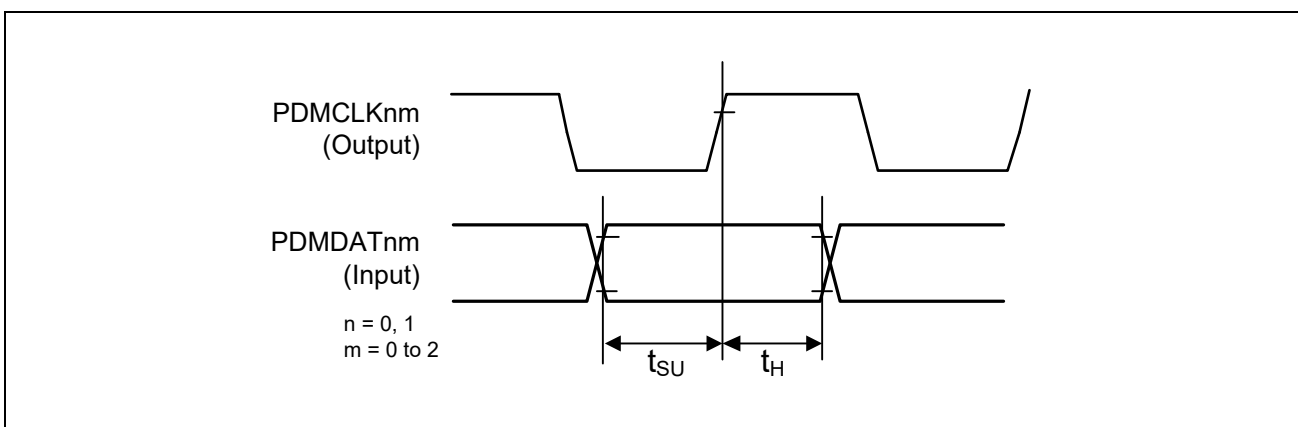 PDMCLKnm
(Output)
PDMDATnm
(Input)
n = 0, 1
m = 0 to 2
tSU
tH